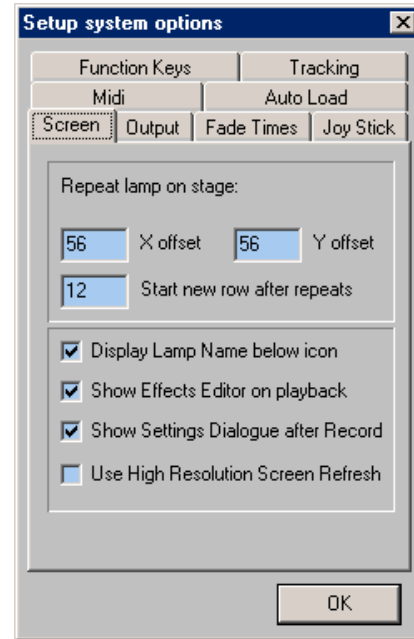 Setup system options
Function Keys Tracking
Midi Auto Load
Screen Output Fade Times Joy Stick
Repeat lamp on stage:
56 X offset 56 Y offset
12 Start new row after repeats
Display Lamp Name below icon
Show Effects Editor on playback
Show Settings Dialogue after Record
Use High Resolution Screen Refresh
OK